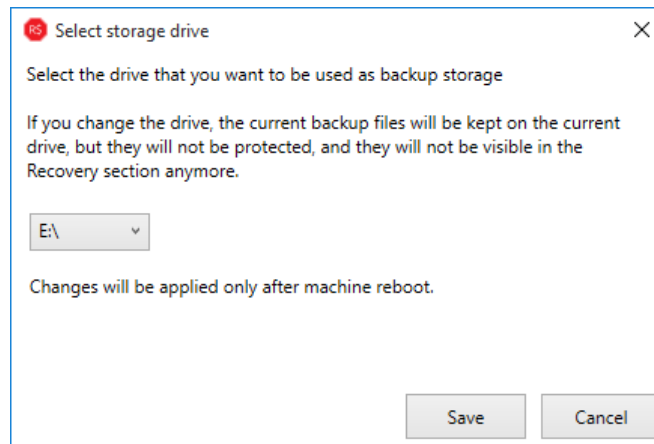 RS Select storage drive
Select the drive that you want to be used as backup storage
If you change the drive, the current backup files will be kept on the current
drive, but they will not be protected, and they will not be visible in the
Recovery section anymore.
E:\
Changes will be applied only after machine reboot.
Save Cancel